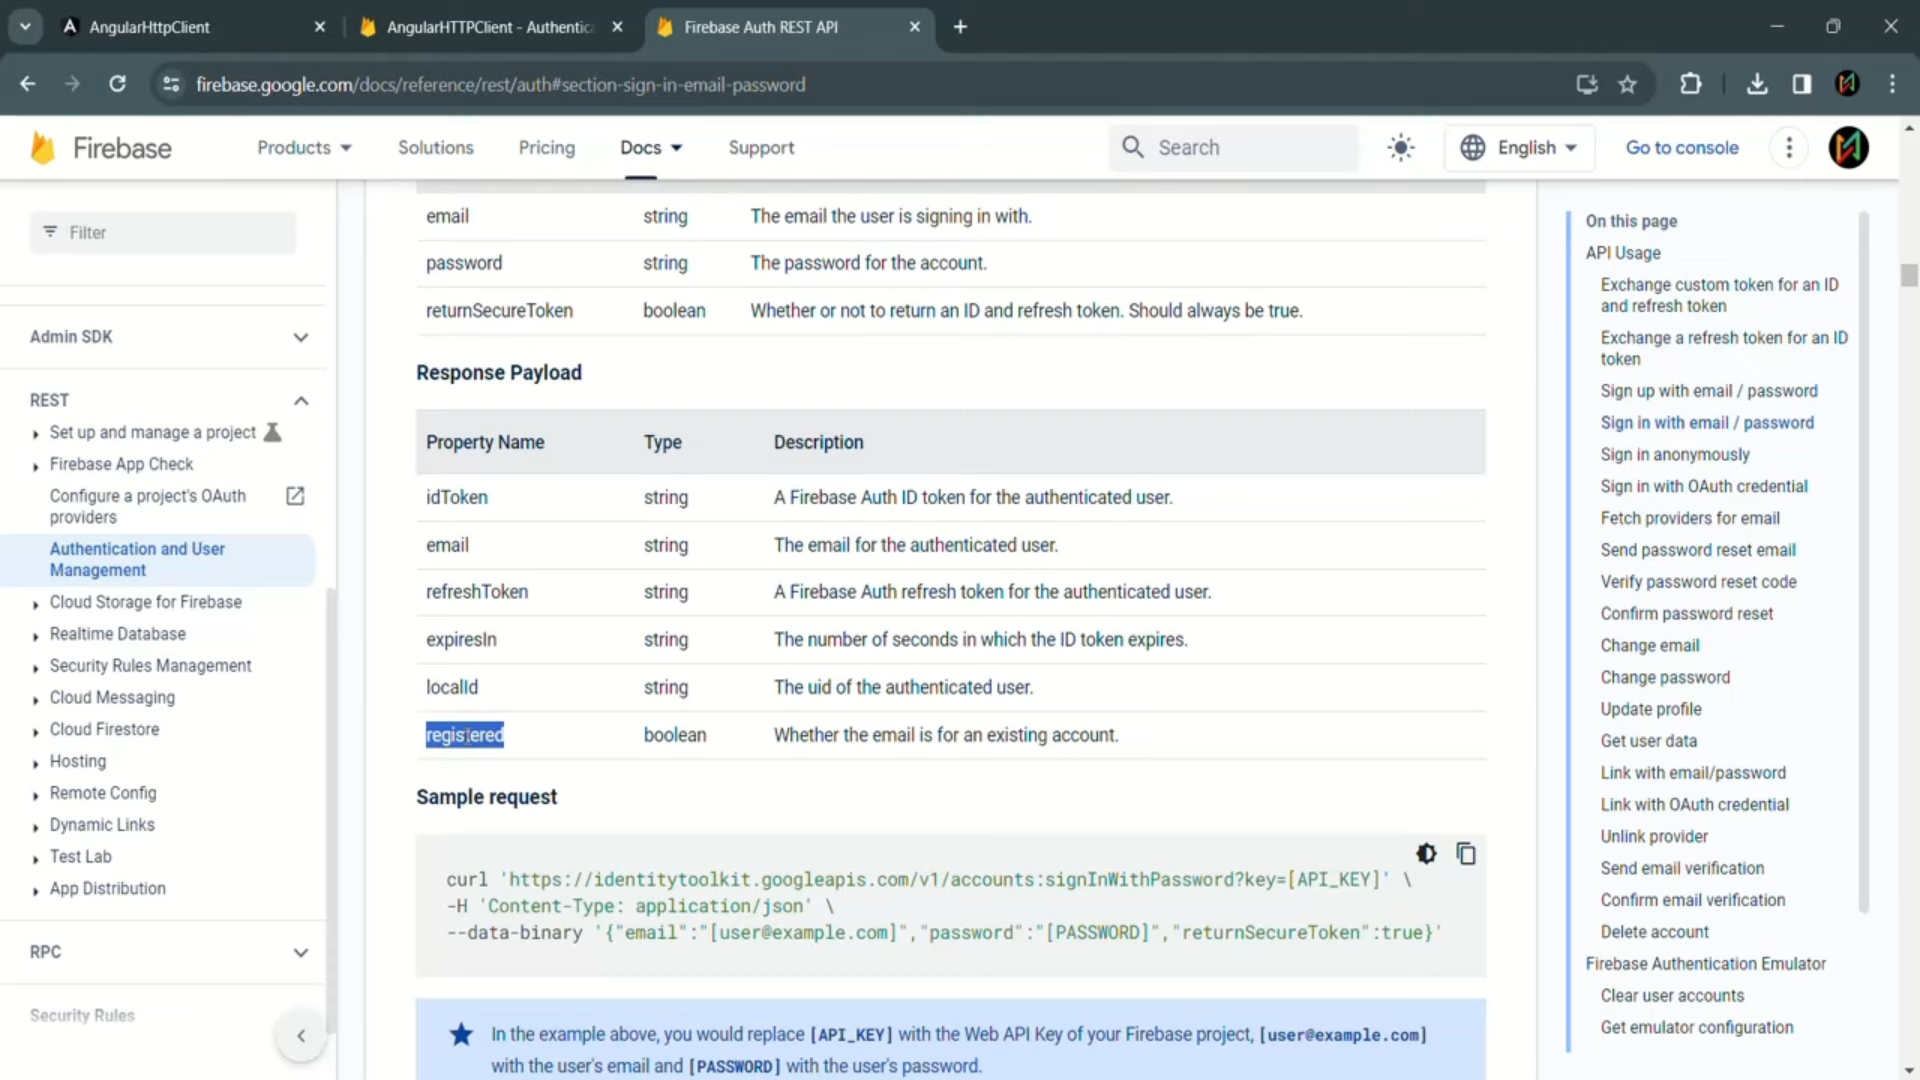 AngularHttpClient
AngularHTTPClient - Authentic
Firebase Auth REST API
firebase.google.com/docs/reference/rest/auth#section-sign-in-email-password
Firebase
Products
Solutions
Pricing
Docs
Support
Search
English
Go to console
Filter
Admin SDK
REST
Set up and manage a project
Firebase App Check
Configure a project's OAuth
providers
Authentication and User
Management
Cloud Storage for Firebase
Realtime Database
Security Rules Management
Cloud Messaging
Cloud Firestore
Hosting
Remote Config
Dynamic Links
Test Lab
App Distribution
RPC
Security Rules
email string The email the user is signing in with.
password string The password for the account.
returnSecureToken boolean Whether or not to return an ID and refresh token. Should always be true.
Response Payload
Property Name Type Description
idToken string A Firebase Auth ID token for the authenticated user.
email string The email for the authenticated user.
refreshToken string A Firebase Auth refresh token for the authenticated user.
expiresIn string The number of seconds in which the ID token expires.
localId string The uid of the authenticated user.
registered boolean Whether the email is for an existing account.
Sample request
curl 'https://identitytoolkit.googleapis.com/v1/accounts:signInWithPassword?key=[API_KEY]' \
-H 'Content-Type: application/json' \
--data-binary '{"email":"[user@example.com]","password":"[PASSWORD]","returnSecureToken":true}'
In the example above, you would replace [API_KEY] with the Web API Key of your Firebase project, [user@example.com]
with the user's email and [PASSWORD] with the user's password.
On this page
API Usage
Exchange custom token for an ID
and refresh token
Exchange a refresh token for an ID
token
Sign up with email / password
Sign in with email / password
Sign in anonymously
Sign in with OAuth credential
Fetch providers for email
Send password reset email
Verify password reset code
Confirm password reset
Change email
Change password
Update profile
Get user data
Link with email/password
Link with OAuth credential
Unlink provider
Send email verification
Confirm email verification
Delete account
Firebase Authentication Emulator
Clear user accounts
Get emulator configuration